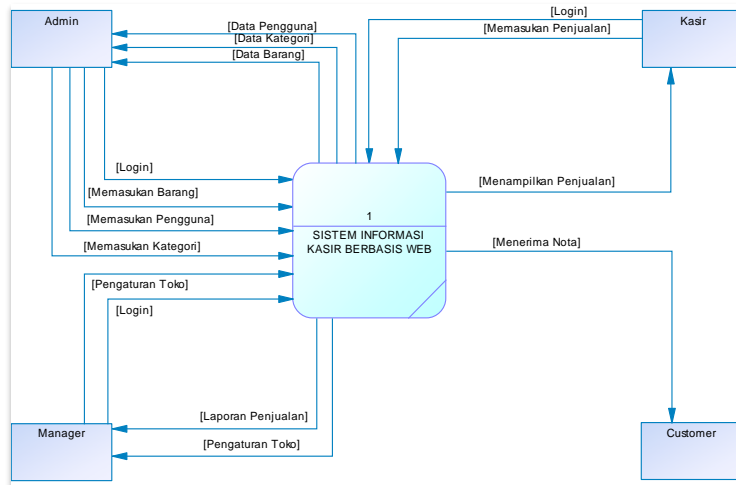 Admin
[Data Pengguna]
[Data Kategori]
[Data Barang]
[Login]
[Memasukan Penjualan]
Kasir
[Login]
[Memasukan Barang]
[Memasukan Pengguna]
[Memasukan Kategori]
[Pengaturan Toko]
[Login]
1
SISTEM INFORMASI
KASIR BERBASIS WEB
[Menampilkan Penjualan]
[Menerima Nota]
[Laporan Penjualan]
[Pengaturan Toko]
Manager
Customer